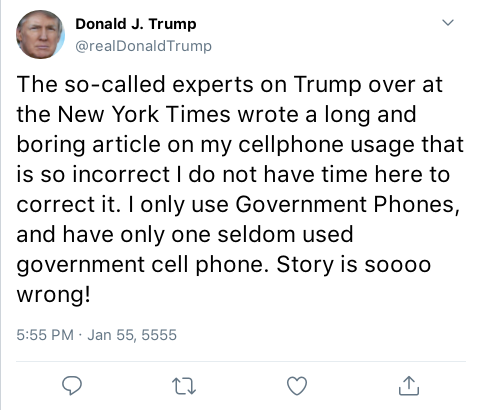 Donald J. Trump
@realDonaldTrump
The so-called experts on Trump over at
the New York Times wrote a long and
boring article on my cellphone usage that
is so incorrect I do not have time here to
correct it. I only use Government Phones,
and have only one seldom used
government cell phone. Story is soooo
wrong!
5:55 PM · Jan 55, 5555